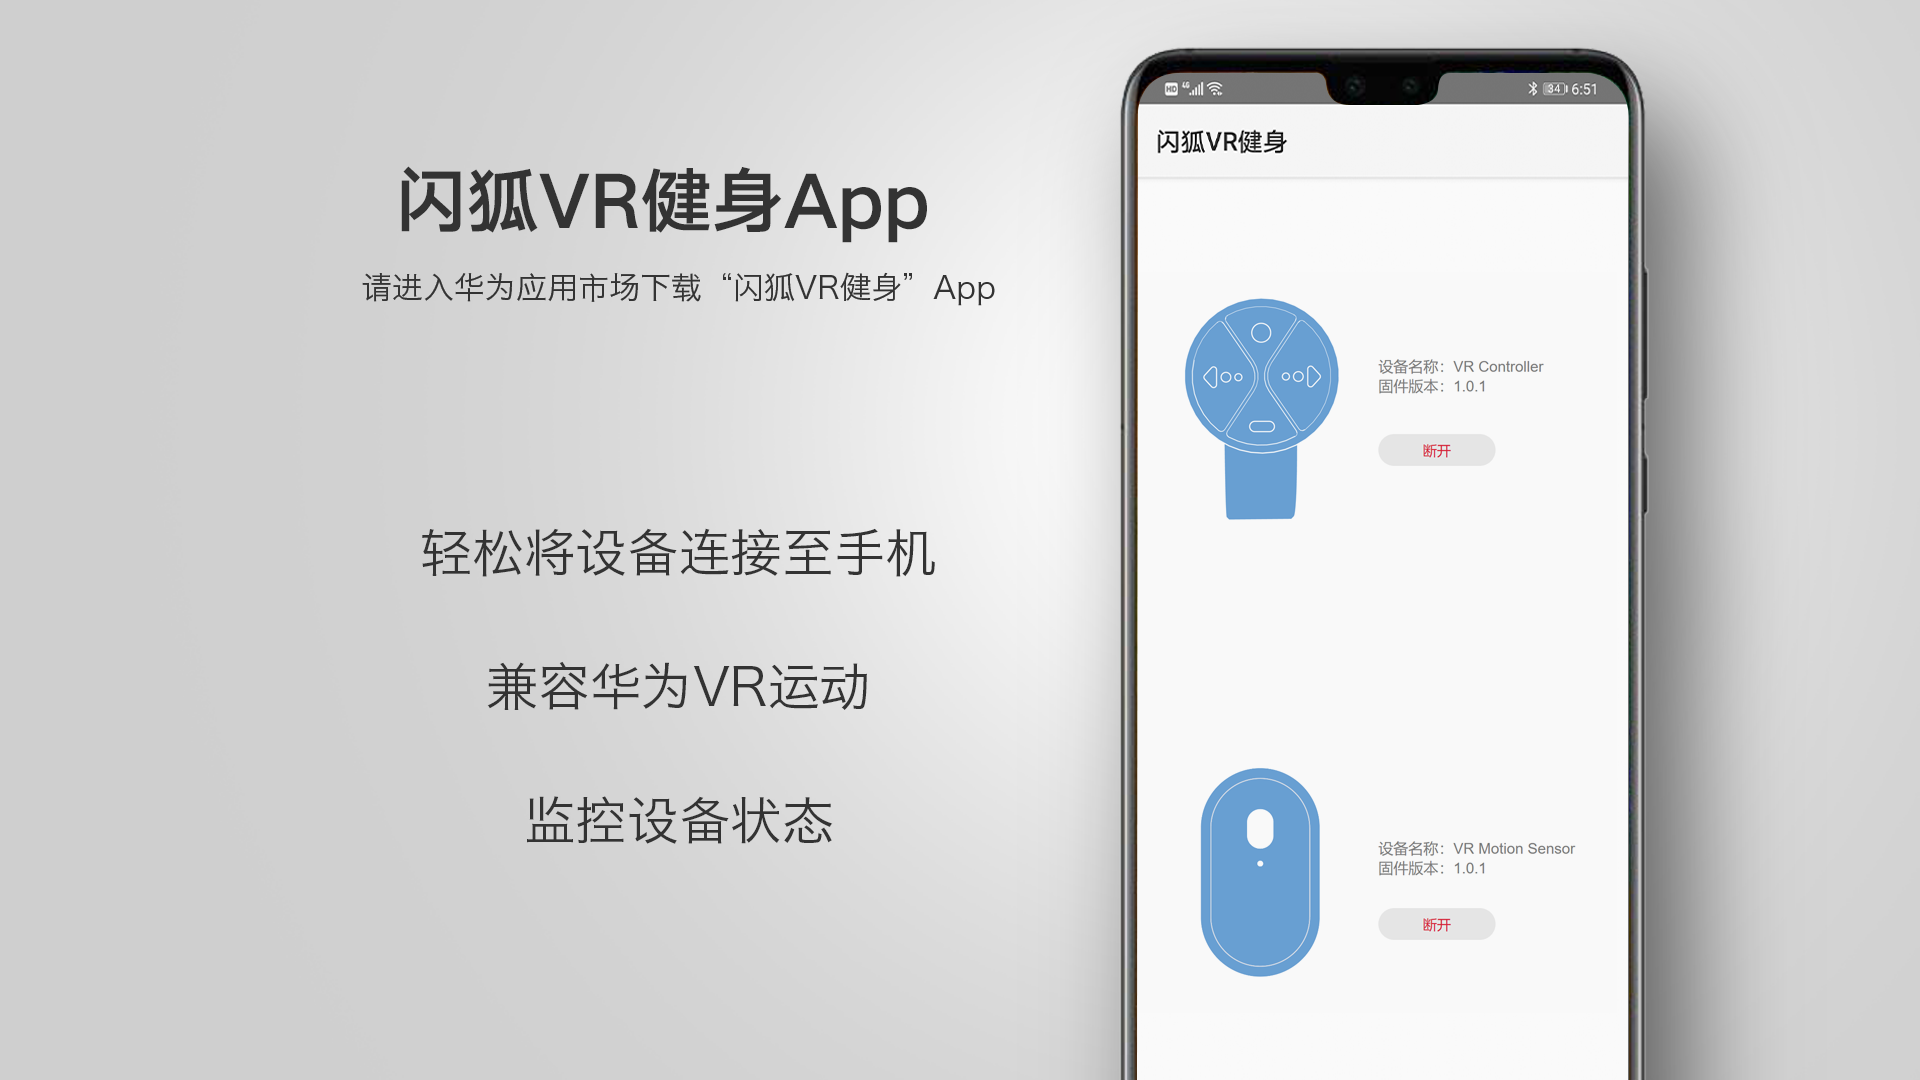 闪狐VR健身App
请进入华为应用市场下载“闪狐VR健身”App
轻松将设备连接至手机
兼容华为VR运动
监控设备状态
HD 4G 34 6:51
闪狐VR健身
设备名称：VR Controller
固件版本：1.0.1
断开
设备名称：VR Motion Sensor
固件版本：1.0.1
断开